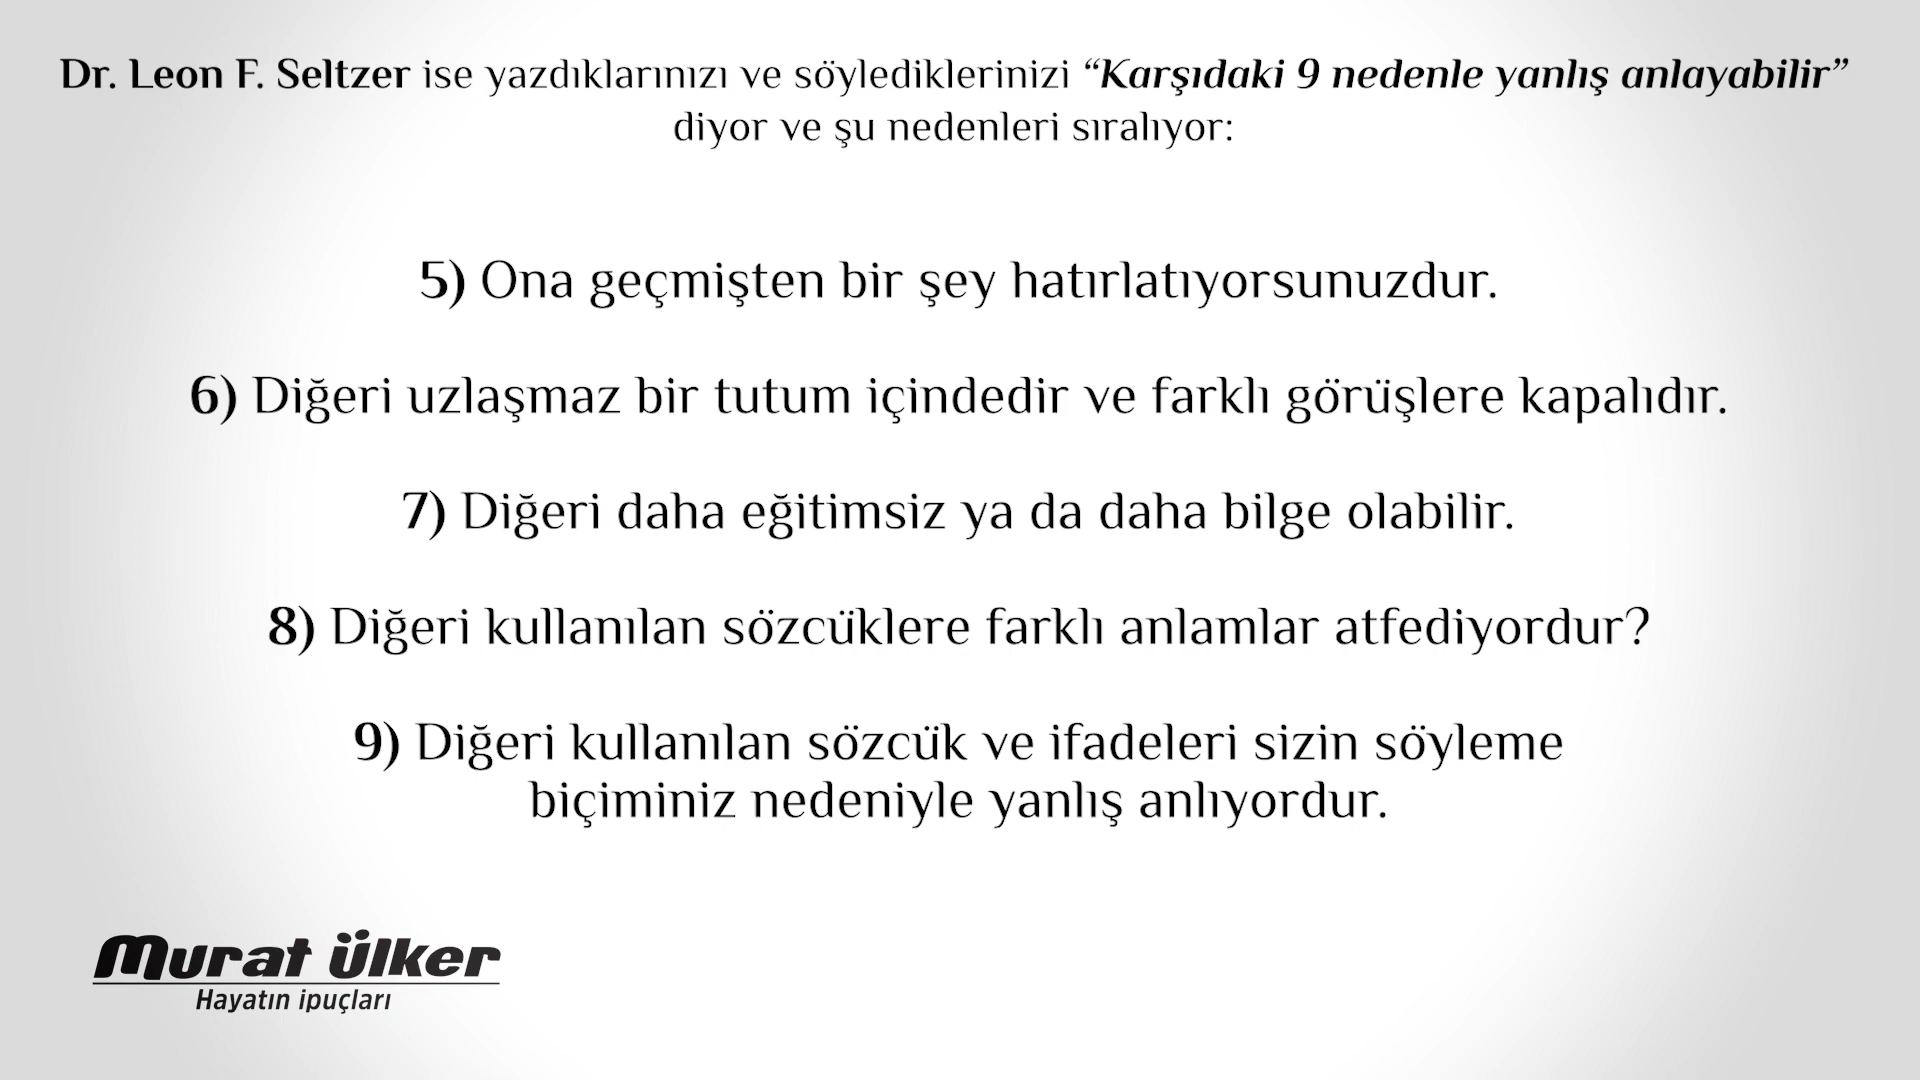 Dr. Leon F. Seltzer ise yazdıklarınızı ve söylediklerinizi “Karşıdaki 9 nedenle yanlış anlayabilir”
diyor ve şu nedenleri sıralıyor:
5) Ona geçmişten bir şey hatırlatıyorsunuzdur.
6) Diğeri uzlaşmaz bir tutum içindedir ve farklı görüşlere kapalıdır.
7) Diğeri daha eğitimsiz ya da daha bilge olabilir.
8) Diğeri kullanılan sözcüklere farklı anlamlar atfediyordur?
9) Diğeri kullanılan sözcük ve ifadeleri sizin söyleme
biçiminiz nedeniyle yanlış anlıyordur.
Murat Ülker
Hayatın ipuçları